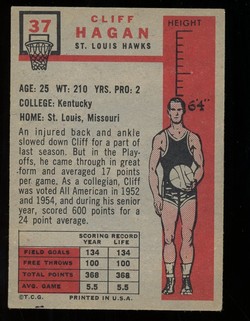 37
CLIFF
HAGAN
ST. LOUIS HAWKS
HEIGHT
6'4"
AGE: 25 WT: 210 YRS. PRO: 2
COLLEGE: Kentucky
HOME: St. Louis, Missouri
An injured back and ankle
slowed down Cliff for a part of
last season. But in the Play-
offs, he came through in great
form and averaged 17 points
per game. As a collegian, Cliff
was voted All American in 1952
and 1954, and during his senior
year, scored 600 points for a
24 point average.
SCORING RECORD
YEAR LIFE
FIELD GOALS 134 134
FREE THROWS 100 100
TOTAL POINTS 368 368
AVG. GAME 5.5 5.5
©T.C.G. PRINTED IN U.S.A.